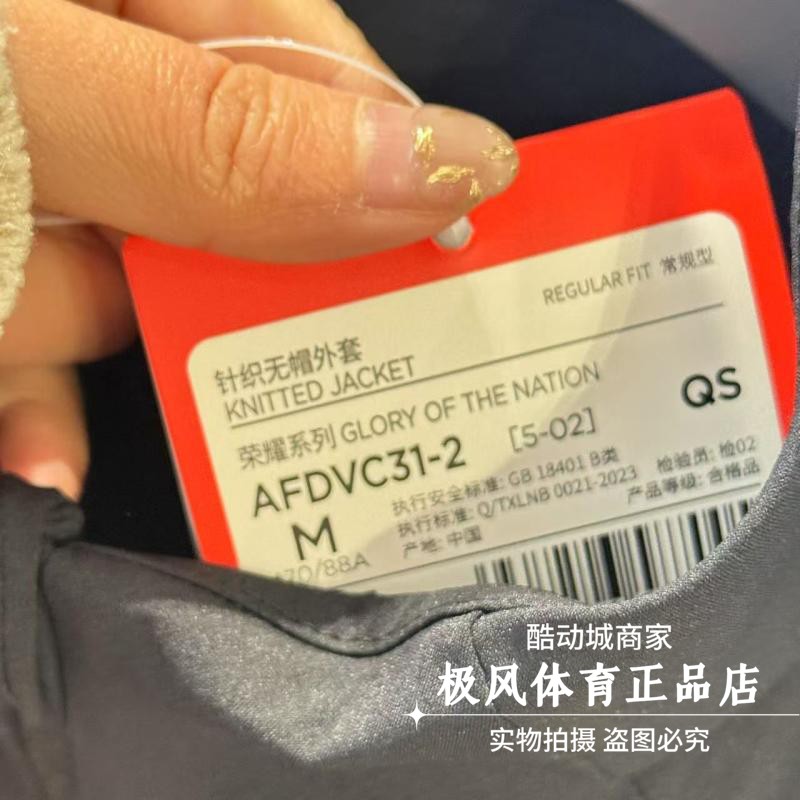 REGULAR FIT 常规型
针织无帽外套
KNITTED JACKET
荣耀系列 GLORY OF THE NATION
QS
AFDVC31-2 [5-02]
M
执行安全标准: GB 18401 B类 检验员: 检02
执行标准: Q/TXLNB 0021-2023 产品等级: 合格品
产地: 中国
70/88A
酷动城商家
极风体育正品店
实物拍摄 盗图必究